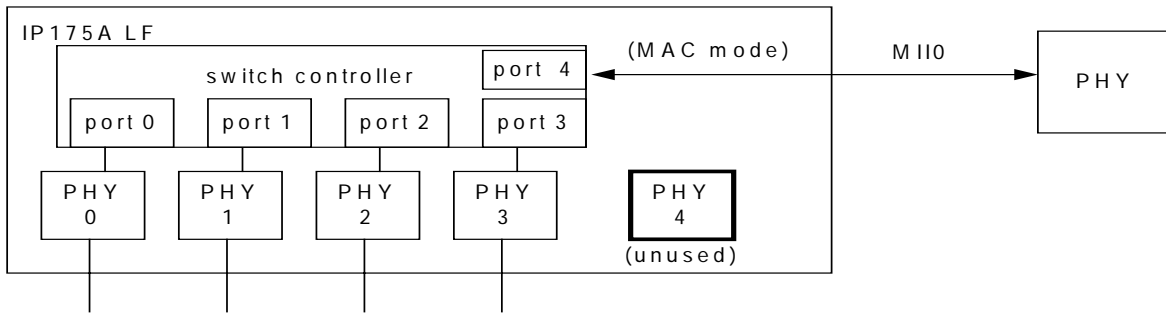 IP175A LF
switch controller
port 4
(MAC mode)
MII0
PHY
port 0
port 1
port 2
port 3
PHY
0
PHY
1
PHY
2
PHY
3
PHY
4
(unused)